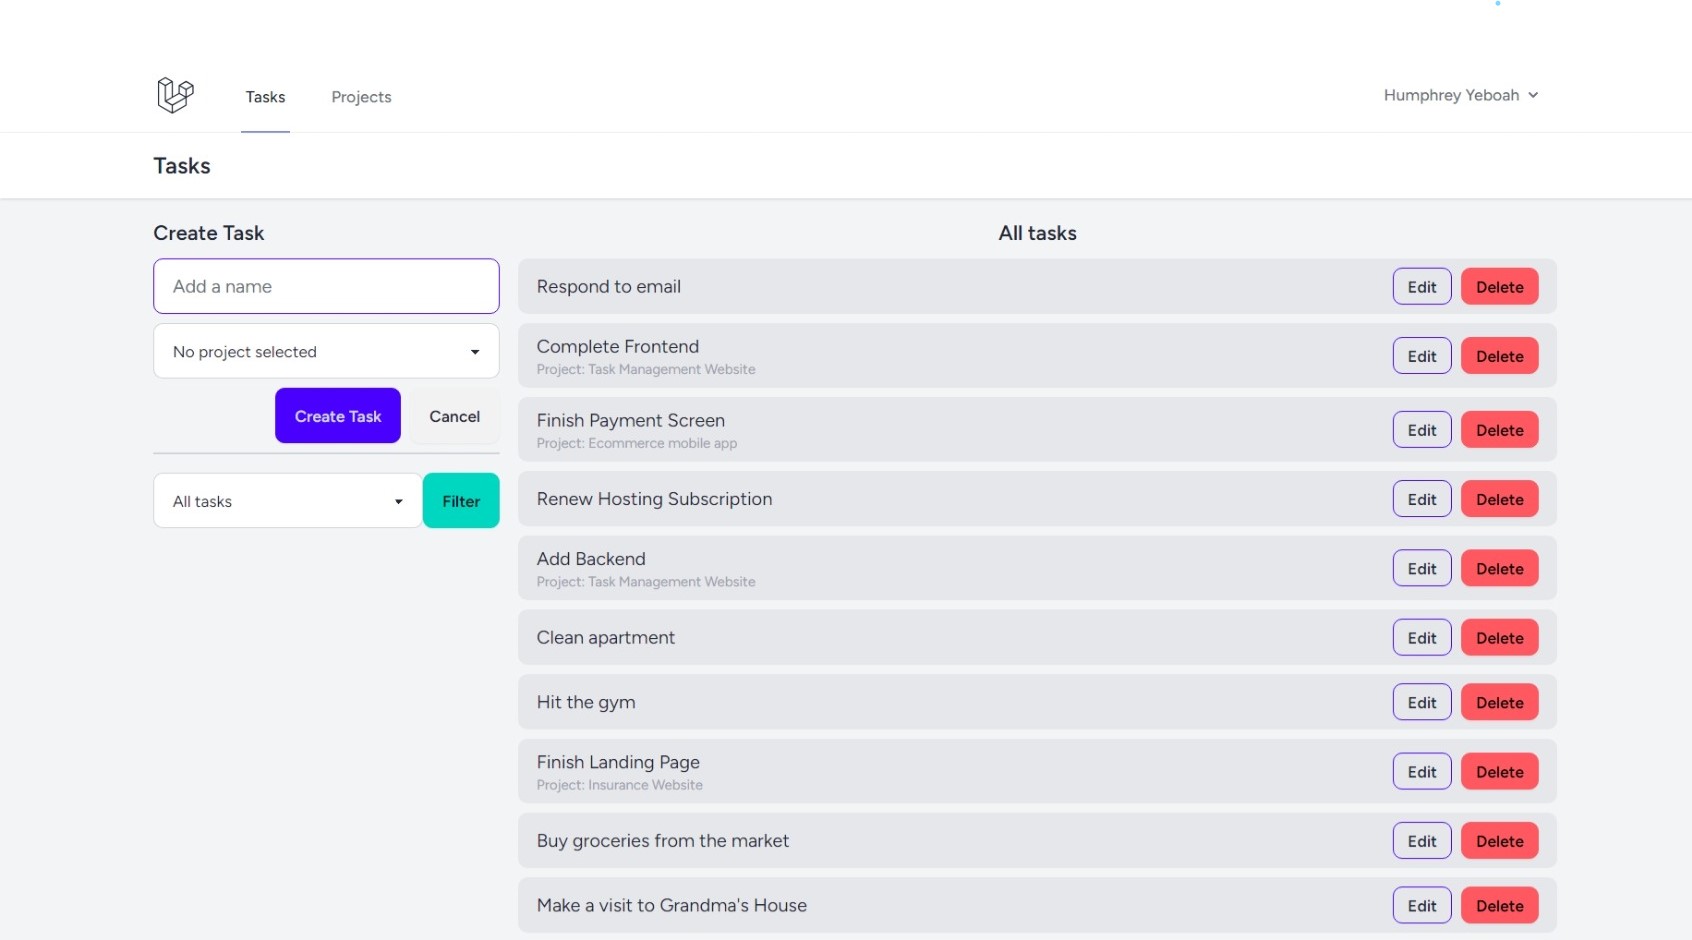 Tasks
Projects
Humphrey Yeboah
Tasks
Create Task
Add a name
No project selected
Create Task
Cancel
All tasks
Filter
All tasks
Respond to email
Edit
Delete
Complete Frontend
Project: Task Management Website
Edit
Delete
Finish Payment Screen
Project: Ecommerce mobile app
Edit
Delete
Renew Hosting Subscription
Edit
Delete
Add Backend
Project: Task Management Website
Edit
Delete
Clean apartment
Edit
Delete
Hit the gym
Edit
Delete
Finish Landing Page
Project: Insurance Website
Edit
Delete
Buy groceries from the market
Edit
Delete
Make a visit to Grandma's House
Edit
Delete